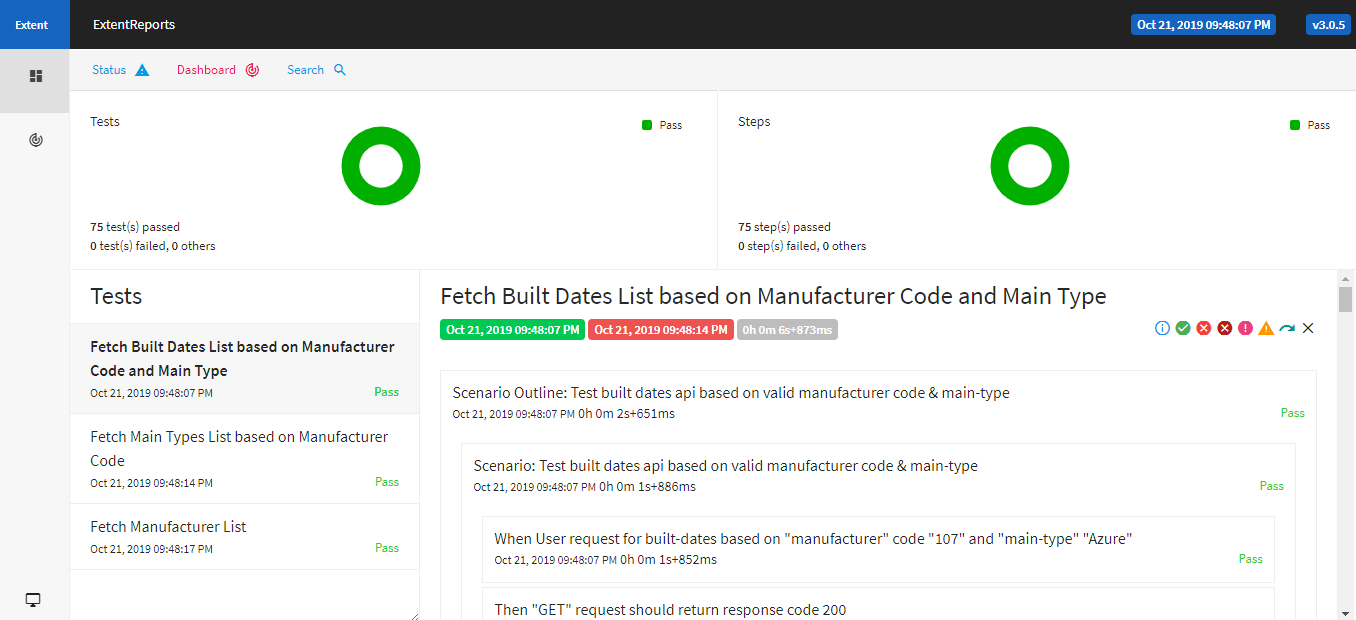 Extent
ExtentReports
Oct 21, 2019 09:48:07 PM
v3.0.5
Status
Dashboard
Search
Tests
Pass
75 test(s) passed
0 test(s) failed, 0 others
Steps
Pass
75 step(s) passed
0 step(s) failed, 0 others
Tests
Fetch Built Dates List based on Manufacturer
Code and Main Type
Oct 21, 2019 09:48:07 PM
Pass
Fetch Main Types List based on Manufacturer
Code
Oct 21, 2019 09:48:14 PM
Pass
Fetch Manufacturer List
Oct 21, 2019 09:48:17 PM
Pass
Fetch Built Dates List based on Manufacturer Code and Main Type
Oct 21, 2019 09:48:07 PM Oct 21, 2019 09:48:14 PM 0h 0m 6s+873ms
Scenario Outline: Test built dates api based on valid manufacturer code & main-type
Oct 21, 2019 09:48:07 PM 0h 0m 2s+651ms
Pass
Scenario: Test built dates api based on valid manufacturer code & main-type
Oct 21, 2019 09:48:07 PM 0h 0m 1s+886ms
Pass
When User request for built-dates based on "manufacturer" code "107" and "main-type" "Azure"
Oct 21, 2019 09:48:07 PM 0h 0m 1s+852ms
Pass
Then "GET" request should return response code 200